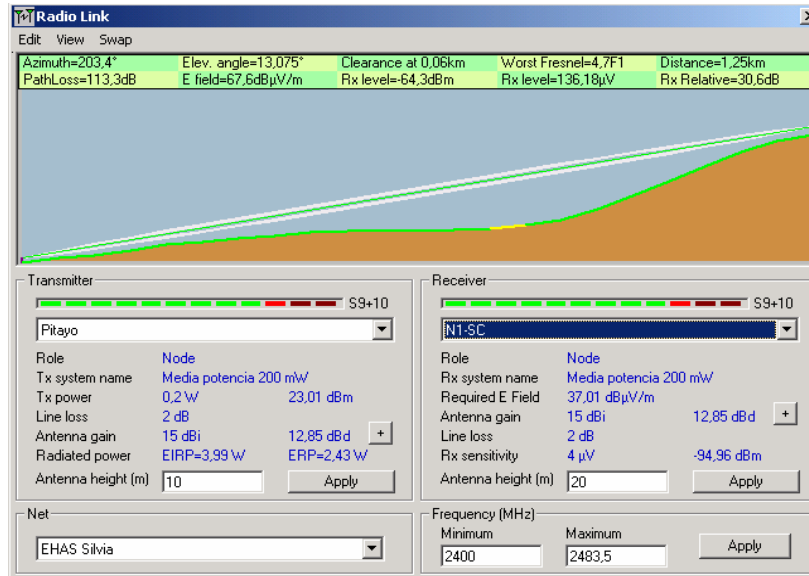 Radio Link
Edit View Swap
Azimuth=203,4° Elev. angle=13,075° Clearance at 0,06km Worst Fresnel=4,7F1 Distance=1,25km
PathLoss=113,3dB E field=67,6dBµV/m Rx level=-64,3dBm Rx level=136,18µV Rx Relative=30,6dB
Transmitter
S9+10
Pitayo
Role Node
Tx system name Media potencia 200 mW
Tx power 0,2 W 23,01 dBm
Line loss 2 dB
Antenna gain 15 dBi 12,85 dBd +
Radiated power EIRP=3,99 W ERP=2,43 W
Antenna height (m) 10 Apply
Receiver
S9+10
N1-SC
Role Node
Rx system name Media potencia 200 mW
Required E Field 37,01 dBµV/m
Antenna gain 15 dBi 12,85 dBd +
Line loss 2 dB
Rx sensitivity 4 µV -94,96 dBm
Antenna height (m) 20 Apply
Net
EHAS Silvia
Frequency (MHz)
Minimum Maximum
2400 2483,5 Apply